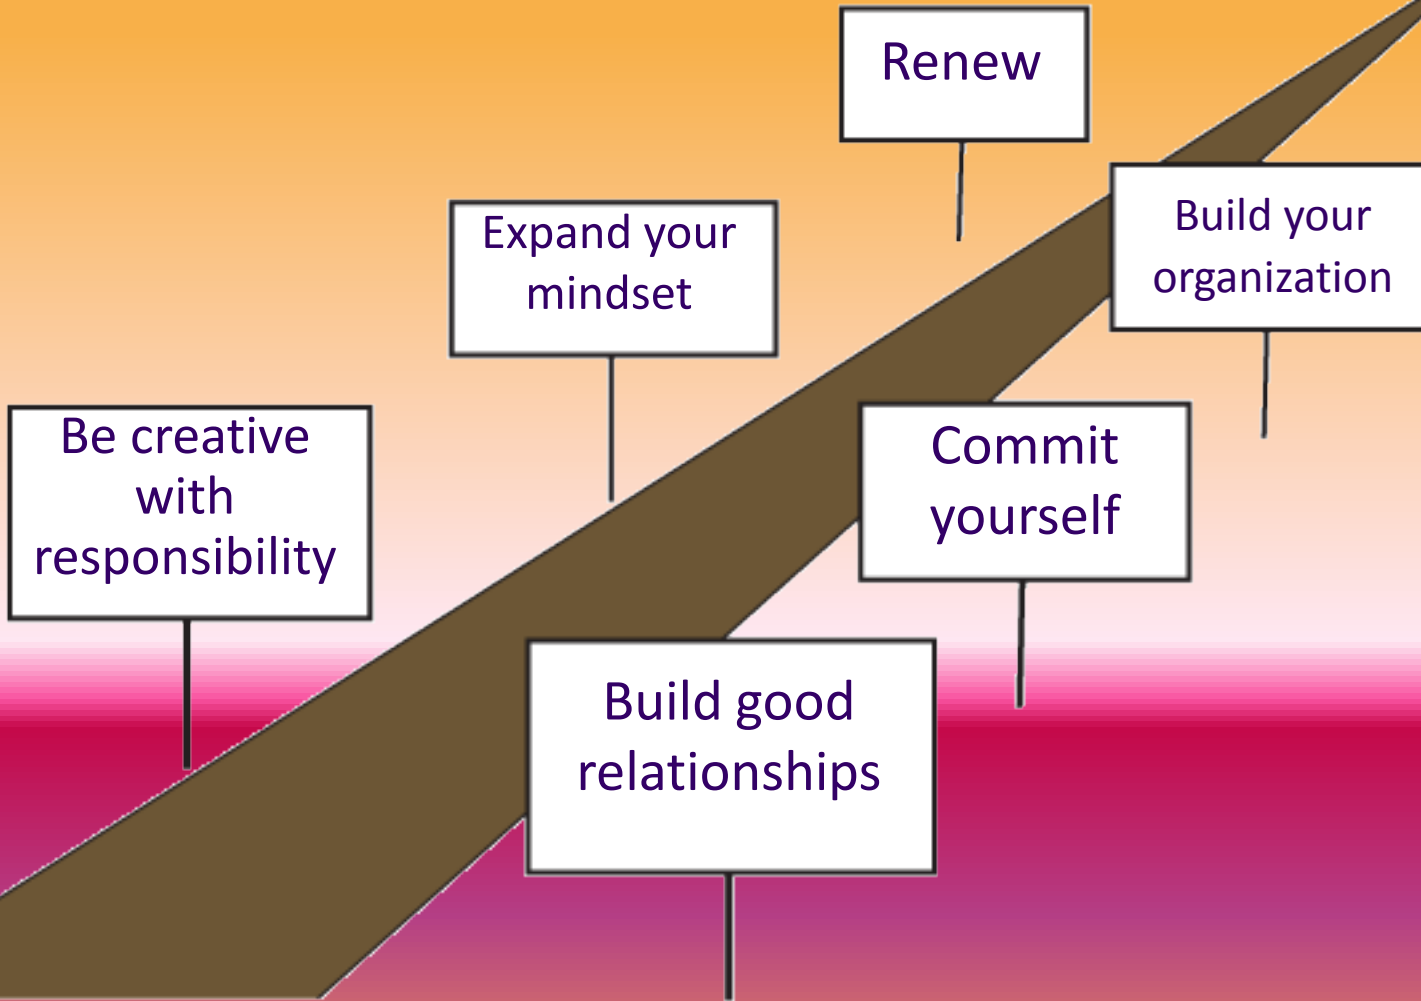 Renew
Build your
organization
Expand your
mindset
Be creative
with
responsibility
Commit
yourself
Build good
relationships